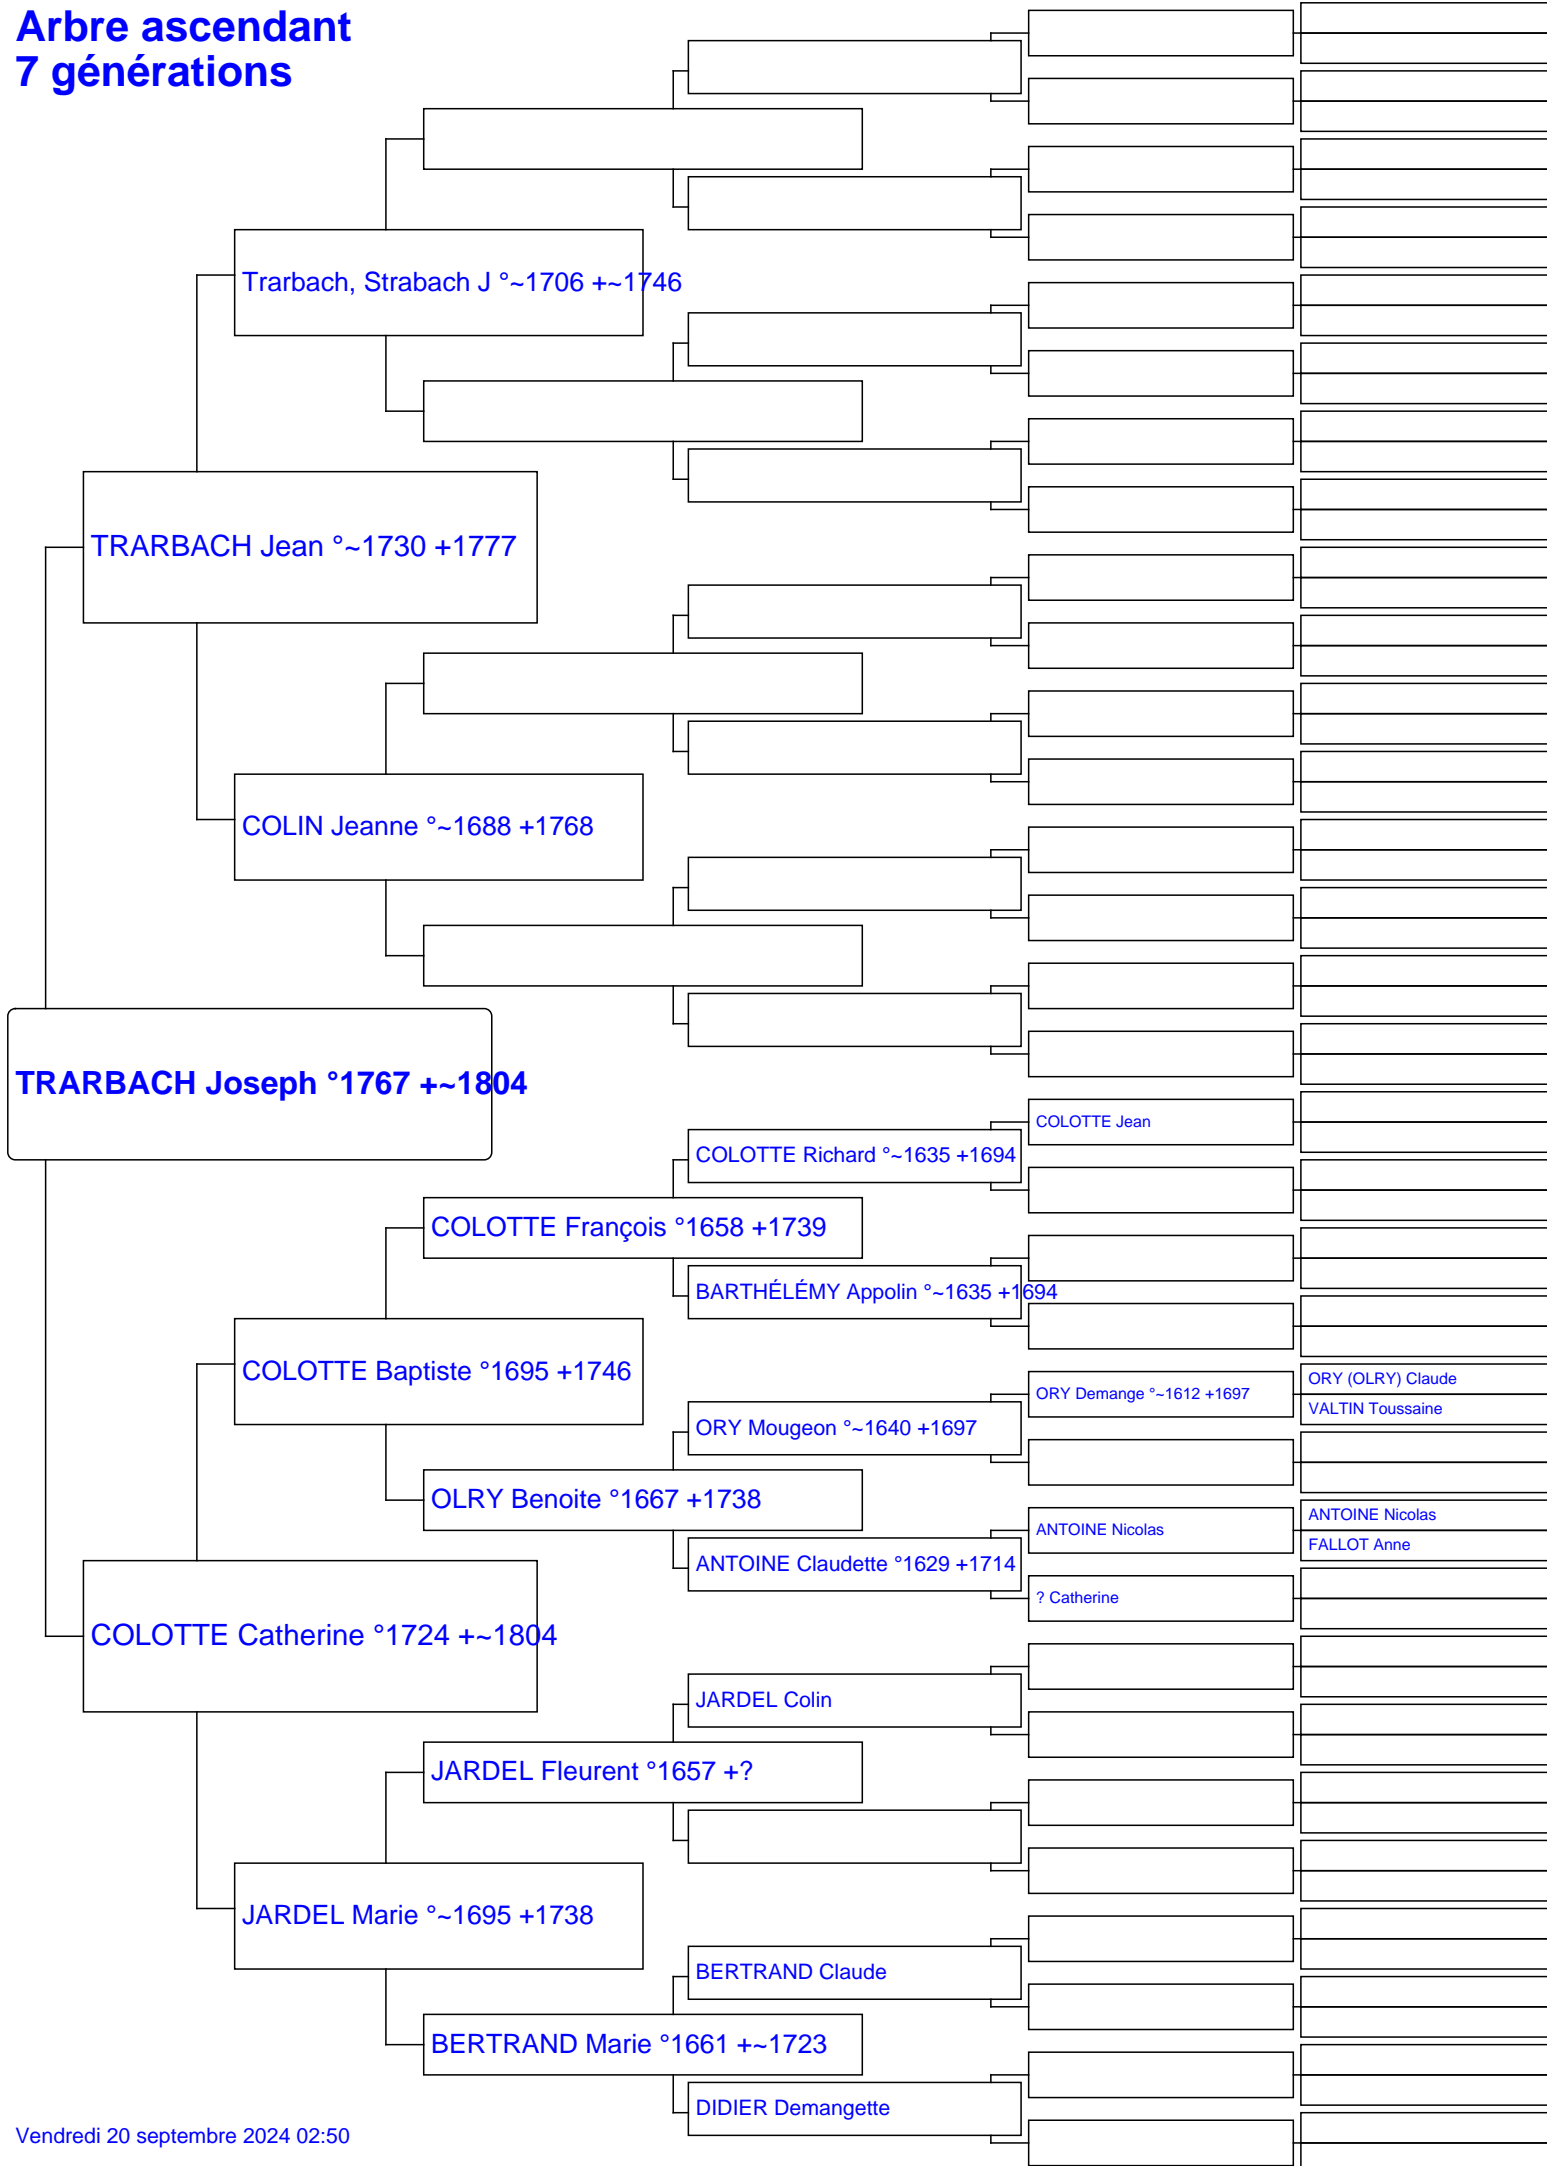 Arbre ascendant
7 générations
Trarbach, Strabach J °~1706 +~1746
TRARBACH Jean °~1730 +1777
COLIN Jeanne °~1688 +1768
TRARBACH Joseph °1767 +~1804
COLOTTE Jean
COLOTTE Richard °~1635 +1694
COLOTTE François °1658 +1739
BARTHÉLÉMY Appolin °~1635 +1694
COLOTTE Baptiste °1695 +1746
ORY (OLRY) Claude
ORY Demange °~1612 +1697
VALTIN Toussaine
ORY Mougeon °~1640 +1697
OLRY Benoite °1667 +1738
ANTOINE Nicolas
ANTOINE Nicolas
FALLOT Anne
ANTOINE Claudette °1629 +1714
? Catherine
COLOTTE Catherine °1724 +~1804
JARDEL Colin
JARDEL Fleurent °1657 +?
JARDEL Marie °~1695 +1738
BERTRAND Claude
BERTRAND Marie °1661 +~1723
DIDIER Demangette
Vendredi 20 septembre 2024 02:50